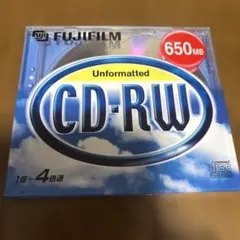 FUJIFILM
650MB
Unformatted
CD-RW
1倍~4倍速